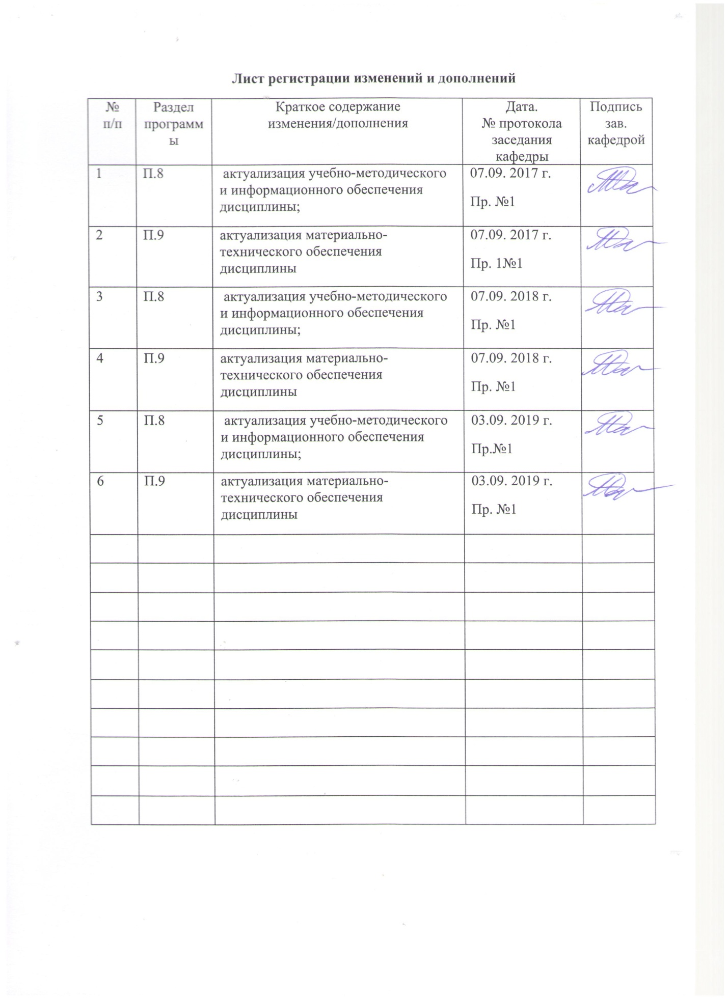 Лист регистрации изменений и дополнений
№
п/п
Раздел
программ
ы
Краткое содержание
изменения/дополнения
Дата.
№ протокола
заседания
кафедры
Подпись
зав.
кафедрой
1
П.8
актуализация учебно-методического
и информационного обеспечения
дисциплины;
07.09. 2017 г.
Пр. №1
2
П.9
актуализация материально-
технического обеспечения
дисциплины
07.09. 2017 г.
Пр. 1№1
3
П.8
актуализация учебно-методического
и информационного обеспечения
дисциплины;
07.09. 2018 г.
Пр. №1
4
П.9
актуализация материально-
технического обеспечения
дисциплины
07.09. 2018 г.
Пр. №1
5
П.8
актуализация учебно-методического
и информационного обеспечения
дисциплины;
03.09. 2019 г.
Пр.№1
6
П.9
актуализация материально-
технического обеспечения
дисциплины
03.09. 2019 г.
Пр. №1